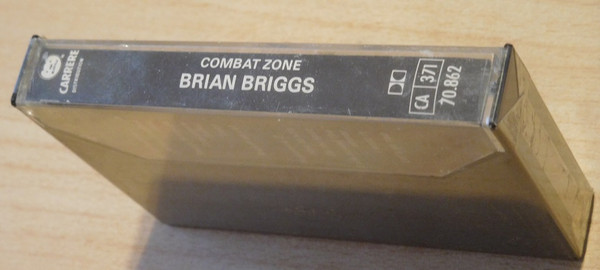 CARRERE
COMBAT ZONE
BRIAN BRIGGS
CA 371
70.862